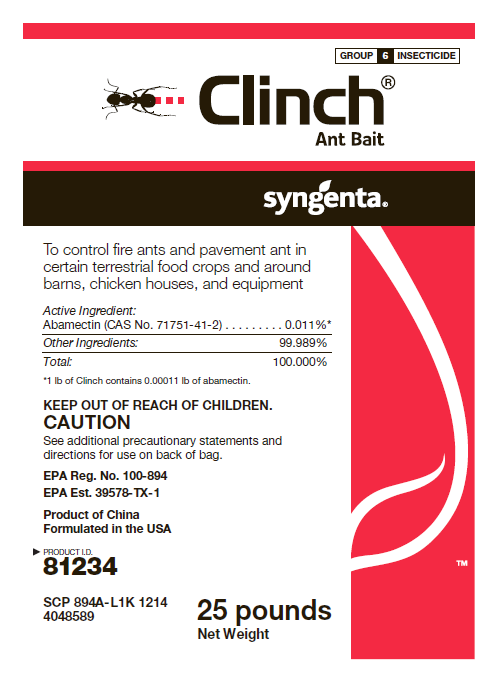 GROUP 6 INSECTICIDE
Clinch®
Ant Bait
syngenta®
To control fire ants and pavement ant in
certain terrestrial food crops and around
barns, chicken houses, and equipment
Active Ingredient:
Abamectin (CAS No. 71751-41-2) . . . . . . . . . 0.011%*
Other Ingredients: 99.989%
Total: 100.000%
*1 lb of Clinch contains 0.00011 lb of abamectin.
KEEP OUT OF REACH OF CHILDREN.
CAUTION
See additional precautionary statements and
directions for use on back of bag.
EPA Reg. No. 100-894
EPA Est. 39578-TX-1
Product of China
Formulated in the USA
PRODUCT I.D.
81234
SCP 894A-L1K 1214
4048589
25 pounds
Net Weight
™